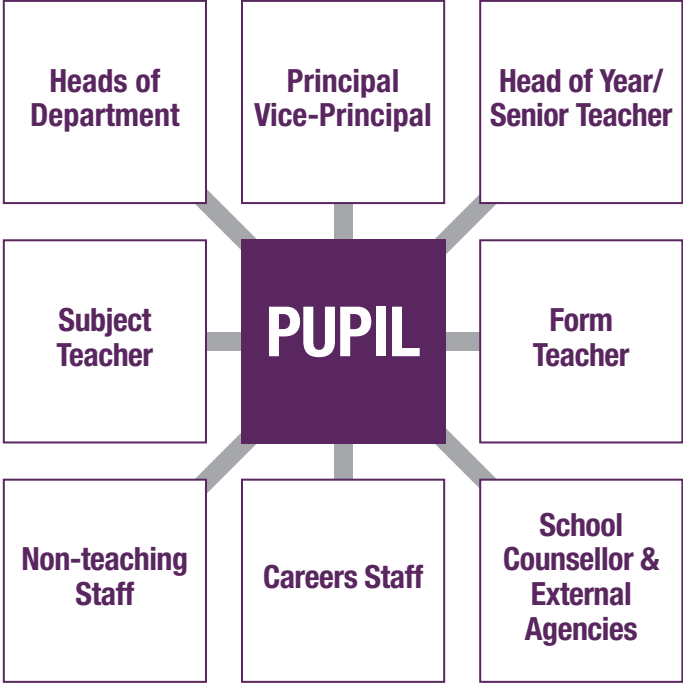 Heads of
Department
Principal
Vice-Principal
Head of Year/
Senior Teacher
Subject
Teacher
PUPIL
Form
Teacher
Non-teaching
Staff
Careers Staff
School
Counsellor &
External
Agencies